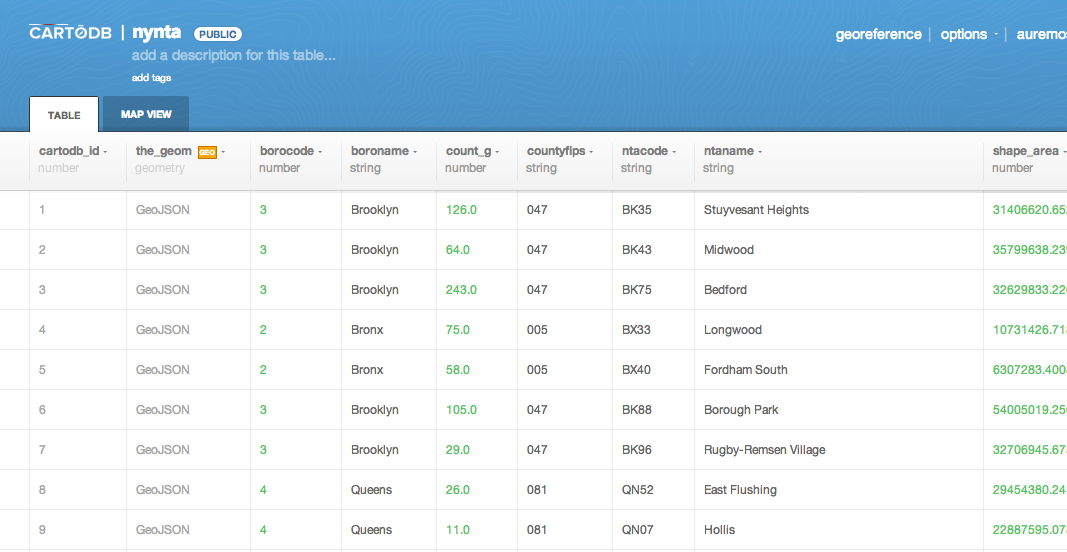 CARTODB | nynta PUBLIC
georeference | options | auremos
add a description for this table...
add tags
TABLE MAP VIEW
cartodb_id the_geom GEO borocode boroname count_g countyfips ntacode ntaname shape_area
number geometry number string number string string string number
1 GeoJSON 3 Brooklyn 126.0 047 BK35 Stuyvesant Heights 31406620.652
2 GeoJSON 3 Brooklyn 64.0 047 BK43 Midwood 35799638.239
3 GeoJSON 3 Brooklyn 243.0 047 BK75 Bedford 32629833.220
4 GeoJSON 2 Bronx 75.0 005 BX33 Longwood 10731426.718
5 GeoJSON 2 Bronx 58.0 005 BX40 Fordham South 6307283.400
6 GeoJSON 3 Brooklyn 105.0 047 BK88 Borough Park 54005019.250
7 GeoJSON 3 Brooklyn 29.0 047 BK96 Rugby-Remsen Village 32706945.675
8 GeoJSON 4 Queens 26.0 081 QN52 East Flushing 29454380.24
9 GeoJSON 4 Queens 11.0 081 QN07 Hollis 22887595.07